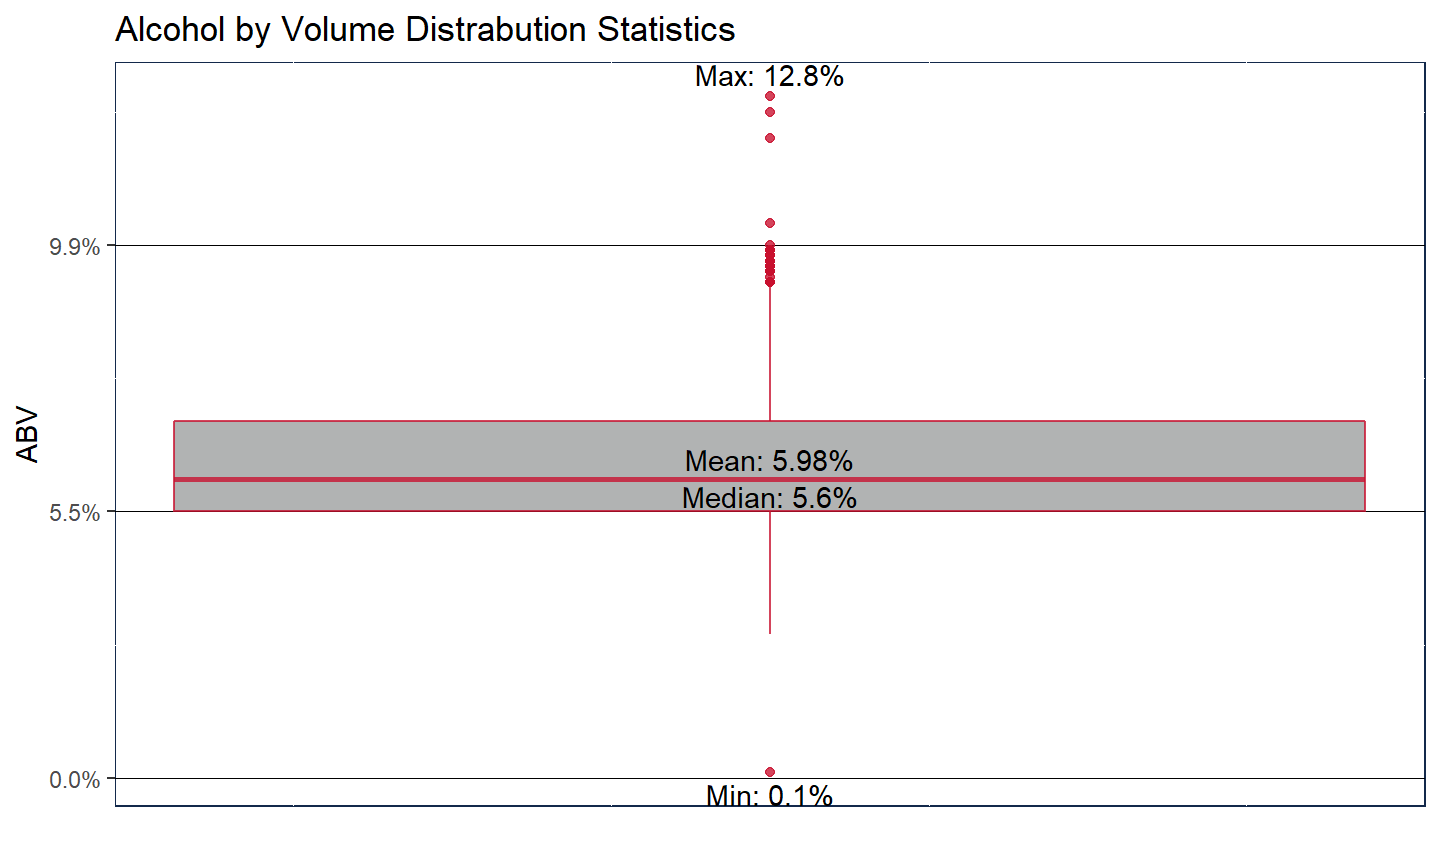 Alcohol by Volume Distrabution Statistics
Max: 12.8%
9.9%
ABV
Mean: 5.98%
Median: 5.6%
5.5%
0.0%
Min: 0.1%